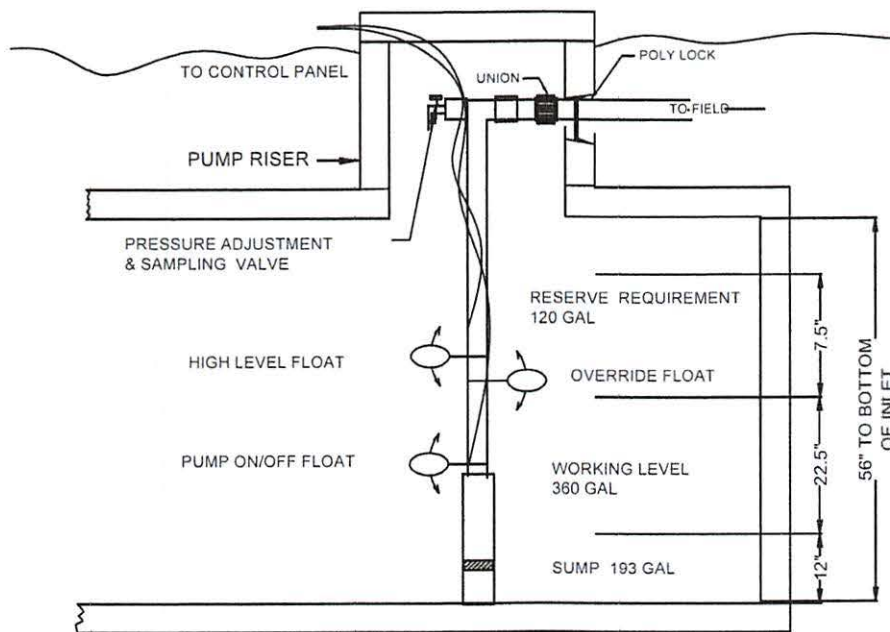 TO CONTROL PANEL
UNION
POLY LOCK
TO FIELD
PUMP RISER
PRESSURE ADJUSTMENT
& SAMPLING VALVE
RESERVE REQUIREMENT
120 GAL
7.5"
HIGH LEVEL FLOAT
OVERRIDE FLOAT
56" TO BOTTOM
OF INLET
PUMP ON/OFF FLOAT
WORKING LEVEL
360 GAL
22.5"
SUMP 193 GAL
12"